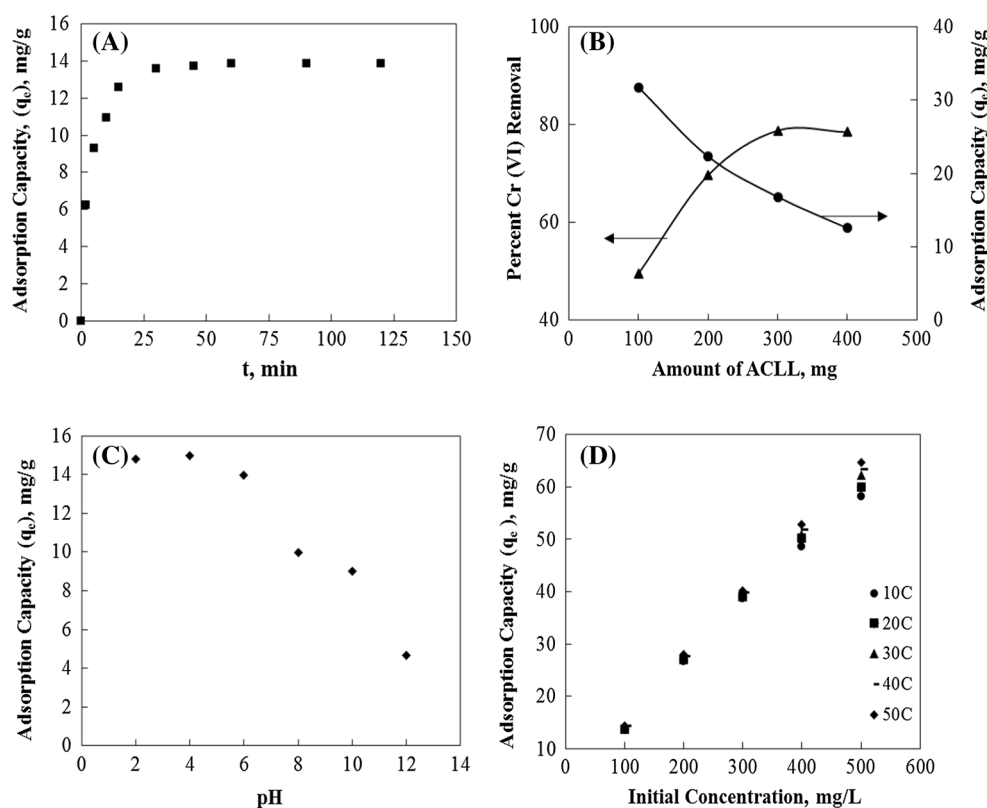 (A)
Adsorption Capacity, (qe), mg/g
16
14
12
10
8
6
4
2
0
0 25 50 75 100 125 150
t, min
(B)
Percent Cr (VI) Removal
100
80
60
40
40
30
20
10
0
Adsorption Capacity (qe), mg/g
0 100 200 300 400 500
Amount of ACLL, mg
(C)
Adsorption Capacity (qe), mg/g
16
14
12
10
8
6
4
2
0
0 2 4 6 8 10 12 14
pH
(D)
Adsorption Capacity (qe), mg/g
70
60
50
40
30
20
10
10C
20C
30C
40C
50C
0 100 200 300 400 500 600
Initial Concentration, mg/L